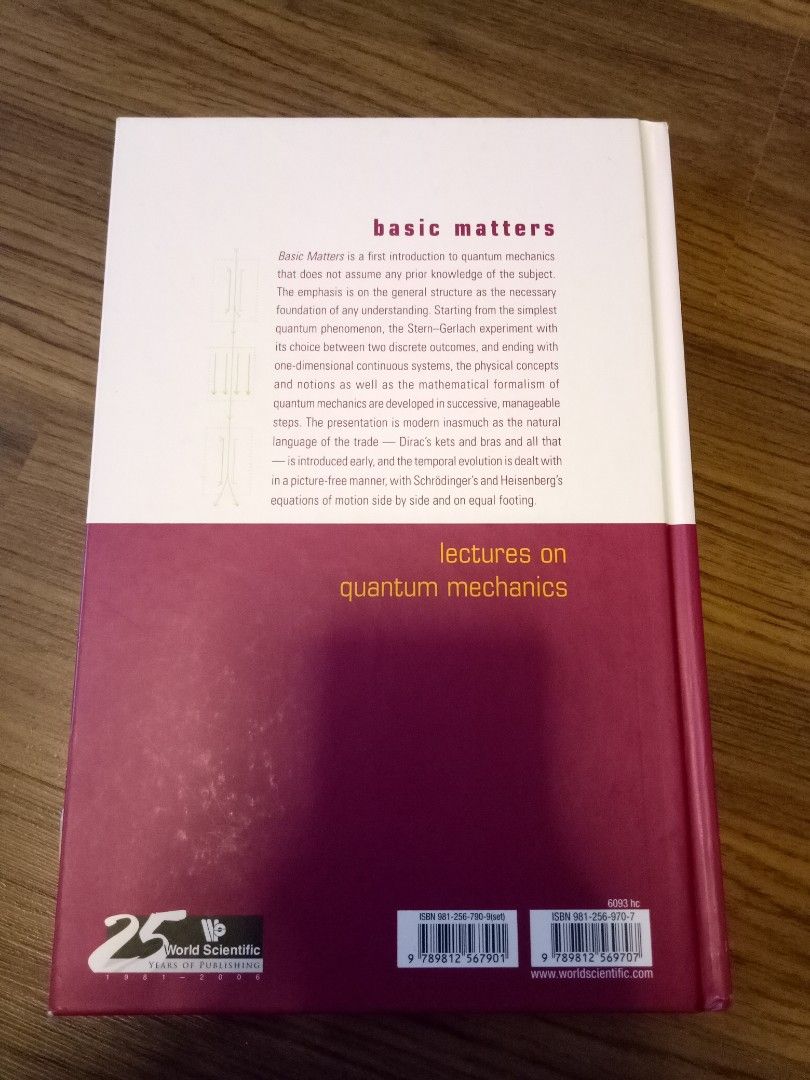 basic matters
Basic Matters is a first introduction to quantum mechanics
that does not assume any prior knowledge of the subject.
The emphasis is on the general structure as the necessary
foundation of any understanding. Starting from the simplest
quantum phenomenon, the Stern–Gerlach experiment with
its choice between two discrete outcomes, and ending with
one-dimensional continuous systems, the physical concepts
and notions as well as the mathematical formalism of
quantum mechanics are developed in successive, manageable
steps. The presentation is modern inasmuch as the natural
language of the trade — Dirac's kets and bras and all that
— is introduced early, and the temporal evolution is dealt with
in a picture-free manner, with Schrödinger's and Heisenberg's
equations of motion side by side and on equal footing.
lectures on
quantum mechanics
25
World Scientific
YEARS OF PUBLISHING
1981–2006
ISBN 981-256-790-9(set)
9 789812 567901
6093 hc
ISBN 981-256-970-7
9 789812 569707
www.worldscientific.com